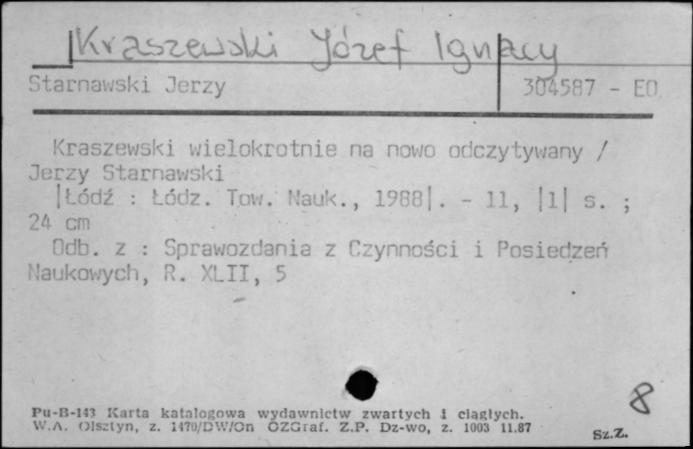 Kraszewski Józef Ignacy
Starnawski Jerzy 304587 - EO
Kraszewski wielokrotnie na nowo odczytywany /
Jerzy Starnawski
|Łódź : Łódz. Tow. Nauk., 1988|. - 11, |1| s. ;
24 cm
Odb. z : Sprawozdania z Czynności i Posiedzeń
Naukowych, R. XLII, 5
8
Pu-B-143 Karta katalogowa wydawnictw zwartych i ciągłych.
W.A. Olsztyn, z. 1470/DW/On OZGraf. Z.P. Dz-wo, z. 1003 11.87
Sz.Z.